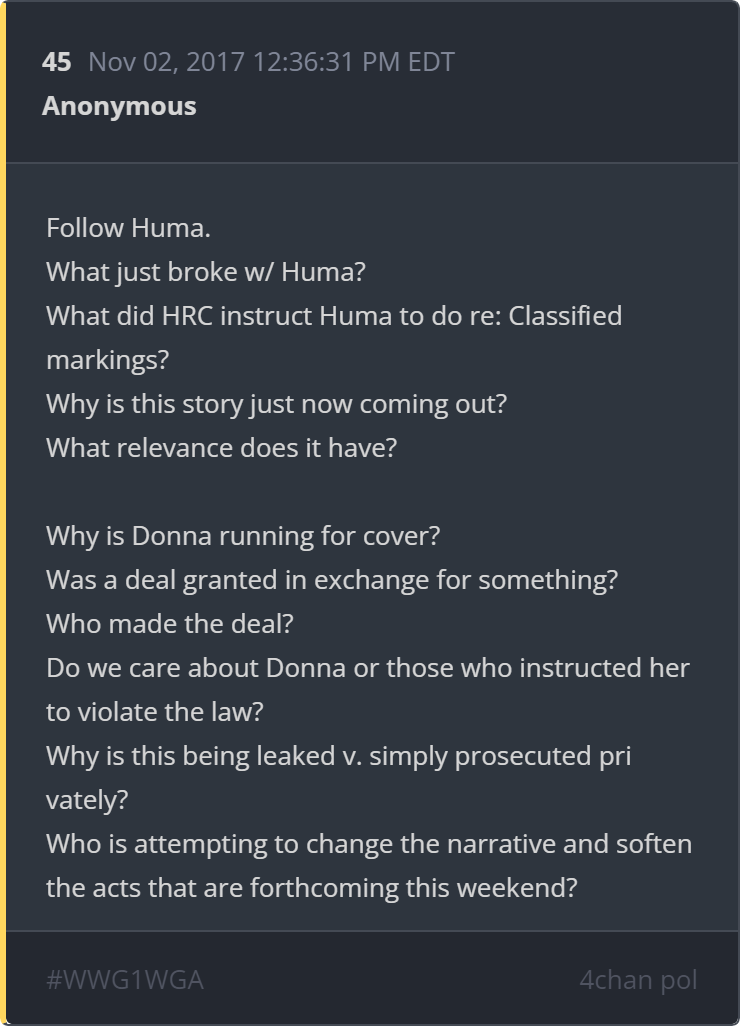 45 Nov 02, 2017 12:36:31 PM EDT
Anonymous
Follow Huma.
What just broke w/ Huma?
What did HRC instruct Huma to do re: Classified
markings?
Why is this story just now coming out?
What relevance does it have?
Why is Donna running for cover?
Was a deal granted in exchange for something?
Who made the deal?
Do we care about Donna or those who instructed her
to violate the law?
Why is this being leaked v. simply prosecuted pri
vately?
Who is attempting to change the narrative and soften
the acts that are forthcoming this weekend?
#WWG1WGA 4chan pol